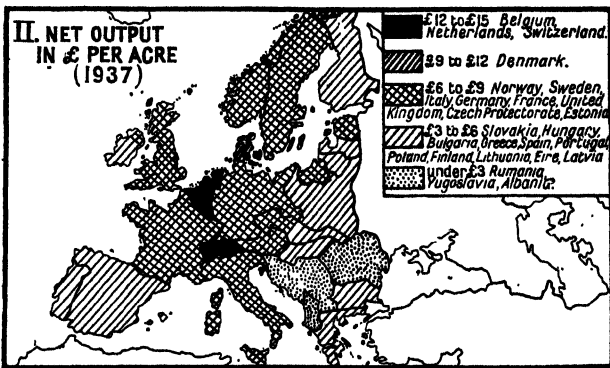 II. NET OUTPUT
IN £ PER ACRE
(1937)
£12 to £15 Belgium,
Netherlands, Switzerland.
£9 to £12 Denmark.
£6 to £9 Norway, Sweden,
Italy, Germany, France, United
Kingdom, Czech Protectorate, Estonia
£3 to £6 Slovakia, Hungary,
Bulgaria, Greece, Spain, Portugal,
Poland, Finland, Lithuania, Eire, Latvia
under £3 Rumania,
Yugoslavia, Albania.